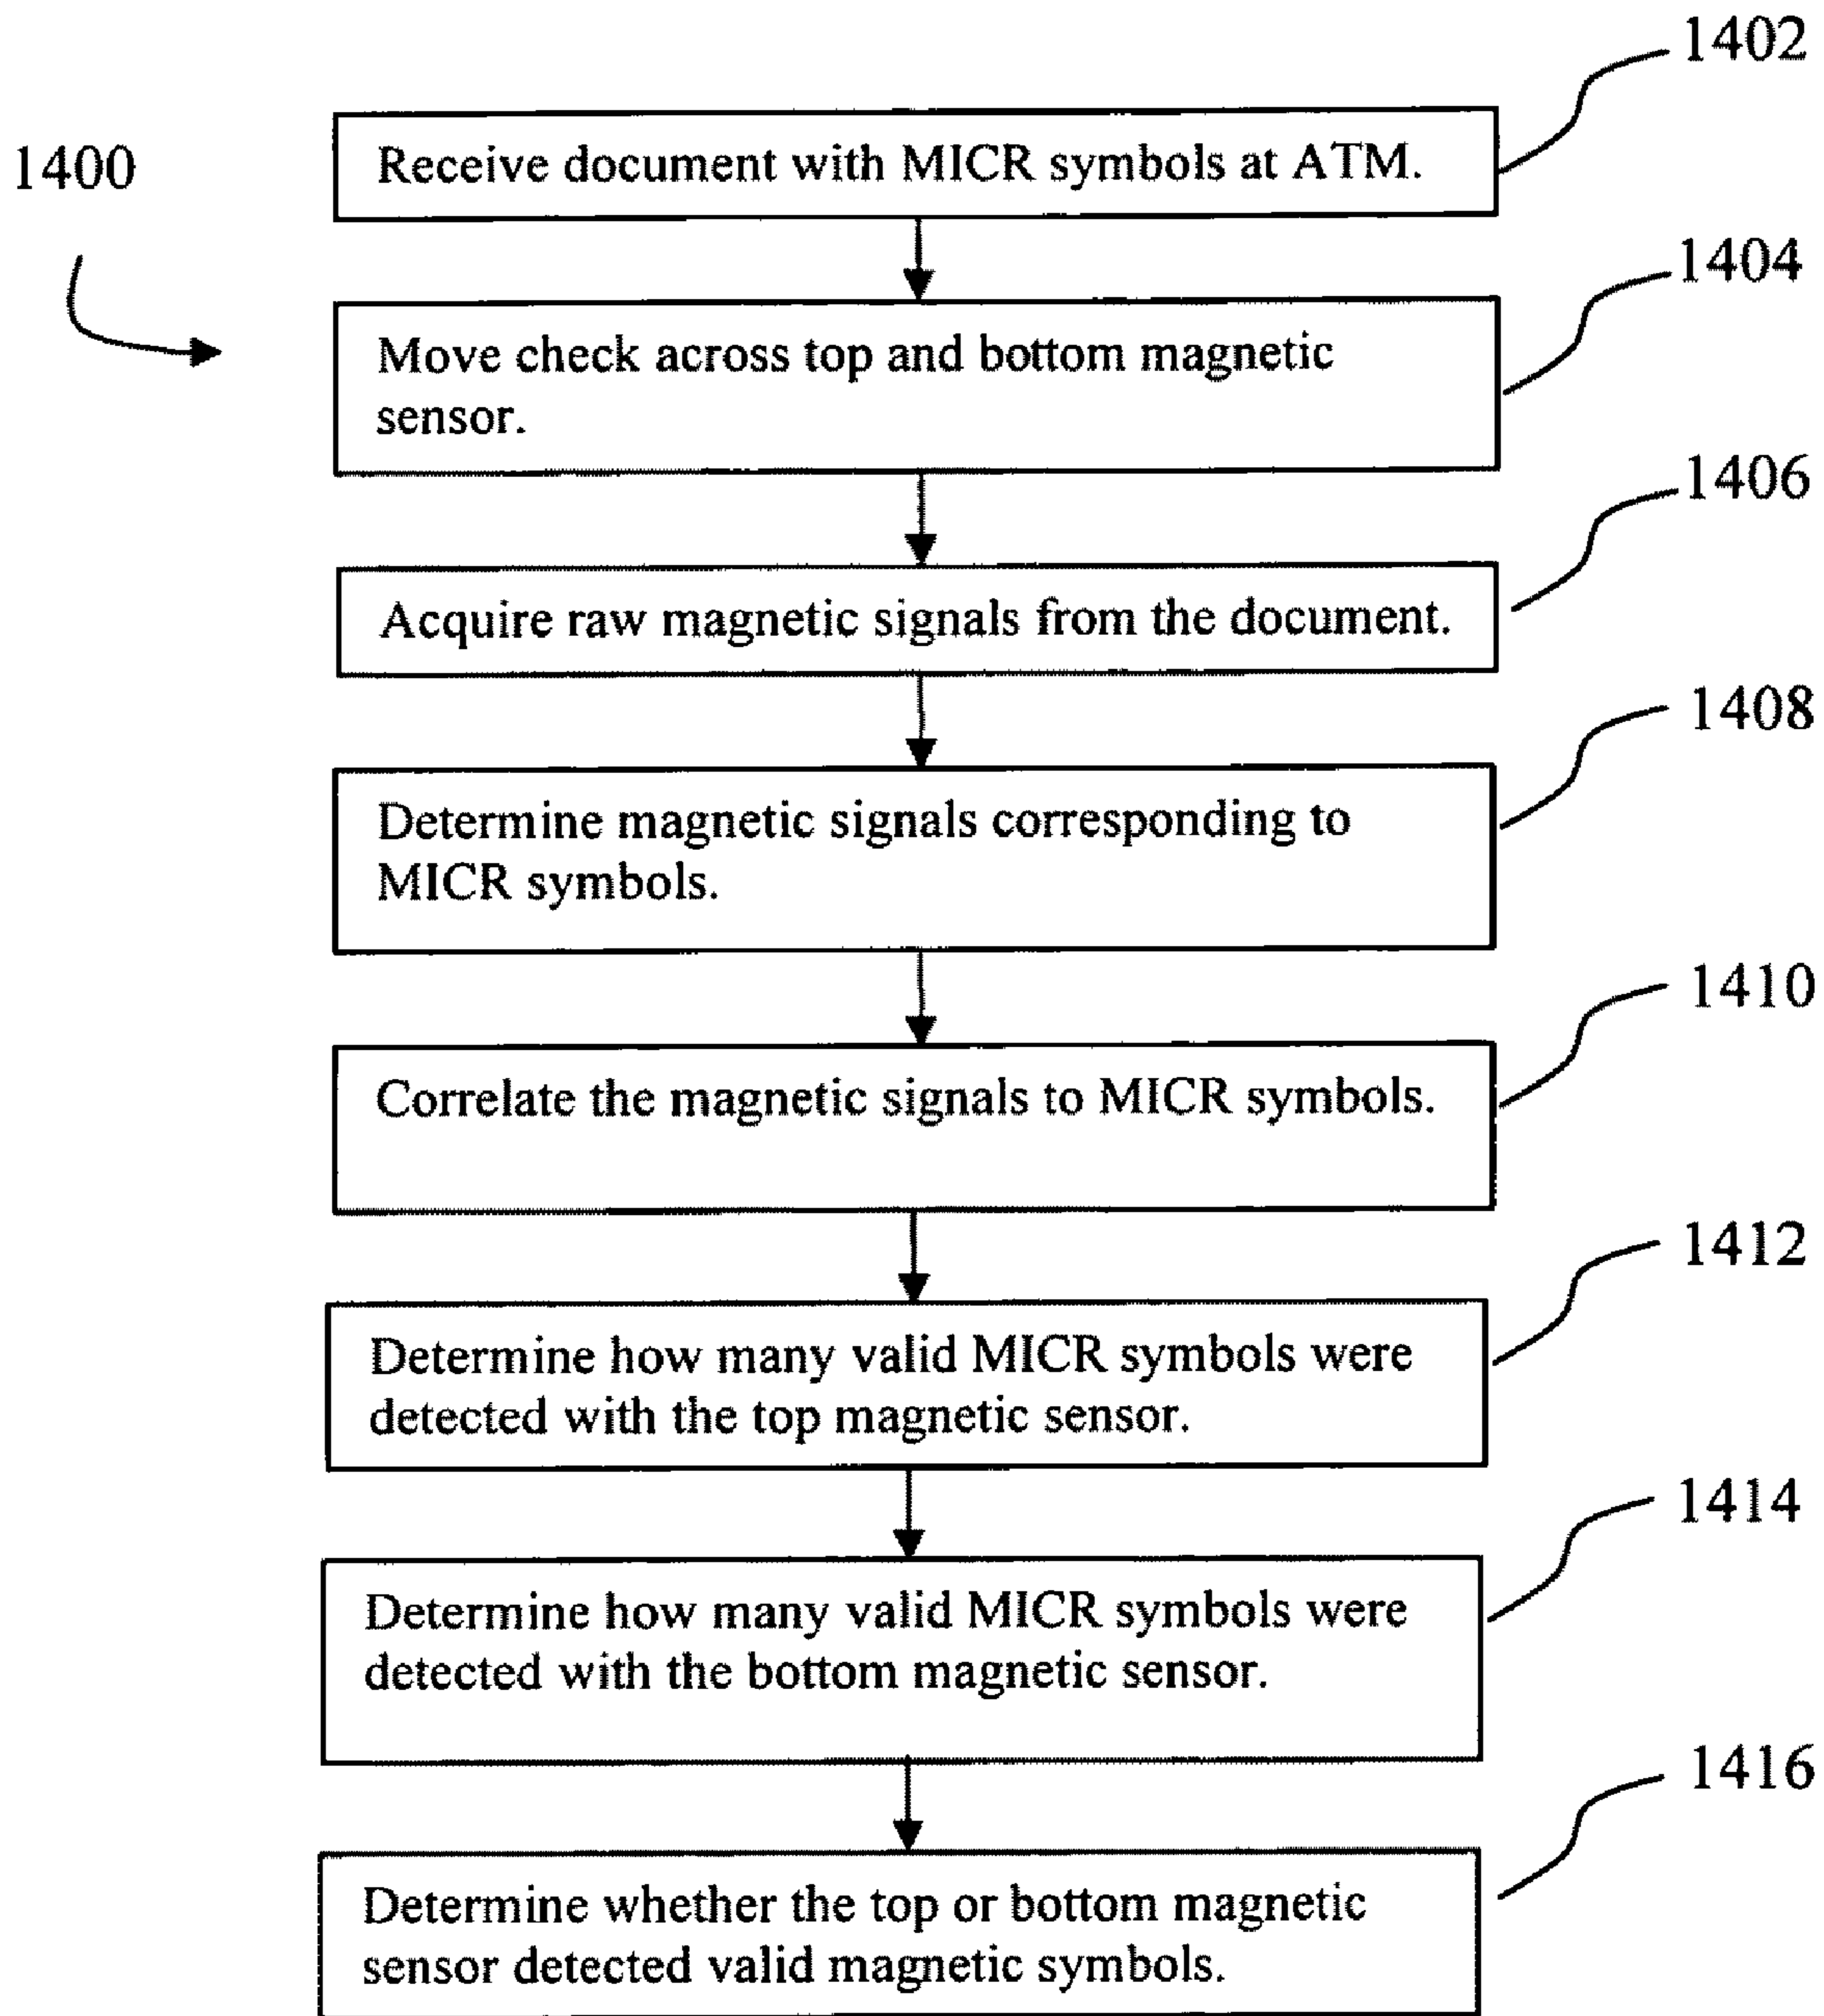 1402
1400
Receive document with MICR symbols at ATM.
1404
Move check across top and bottom magnetic
sensor.
1406
Acquire raw magnetic signals from the document.
1408
Determine magnetic signals corresponding to
MICR symbols.
1410
Correlate the magnetic signals to MICR symbols.
1412
Determine how many valid MICR symbols were
detected with the top magnetic sensor.
1414
Determine how many valid MICR symbols were
detected with the bottom magnetic sensor.
1416
Determine whether the top or bottom magnetic
sensor detected valid magnetic symbols.